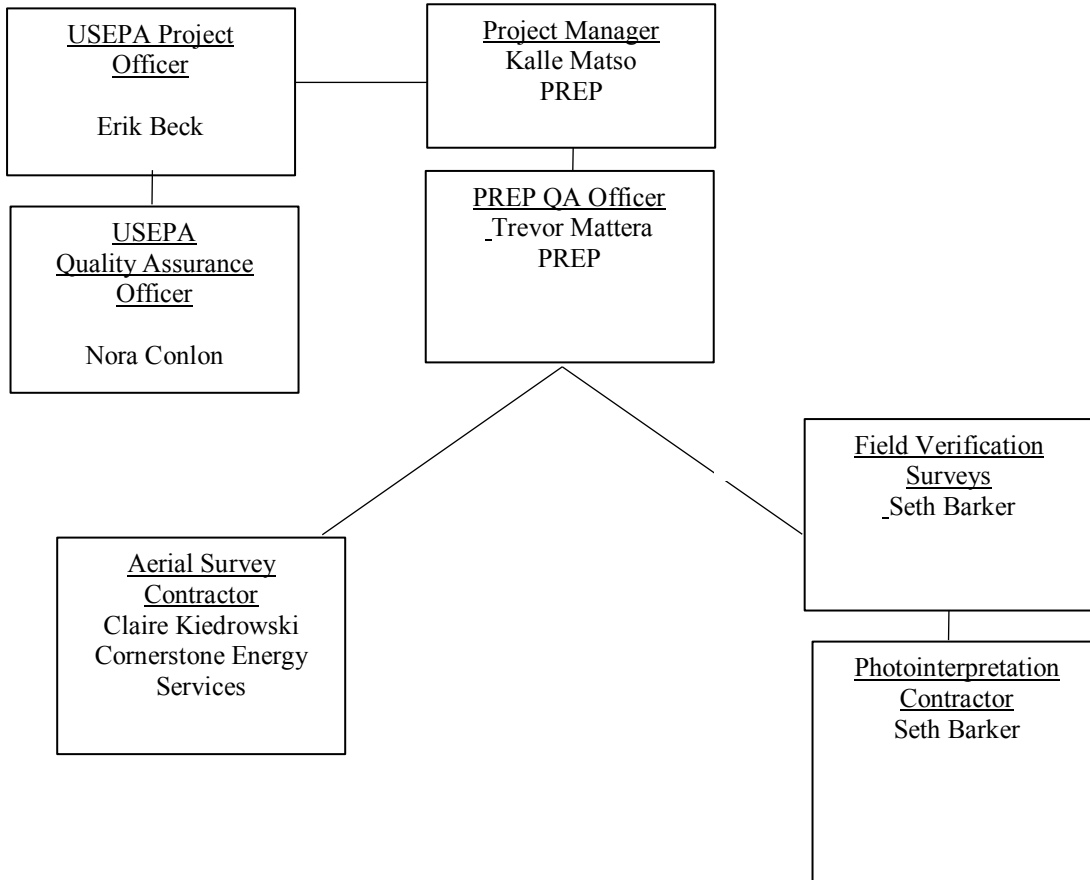 USEPA Project
Officer
Erik Beck
Project Manager
Kalle Matso
PREP
USEPA
Quality Assurance
Officer
Nora Conlon
PREP QA Officer
Trevor Mattera
PREP
Aerial Survey
Contractor
Claire Kiedrowski
Cornerstone Energy
Services
Field Verification
Surveys
Seth Barker
Photointerpretation
Contractor
Seth Barker